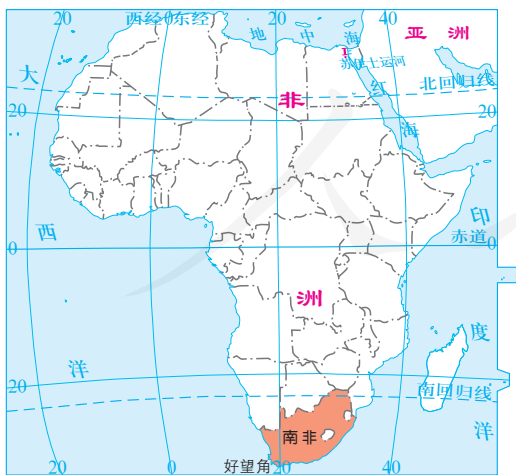 20 西经0东经 20 40
地中海
亚洲
苏伊士运河
大
非
红
北回归线
20 20
海
西
印
赤道
0 0
洲
度
洋
20
南回归线
洋
南非
好望角
20 0 20 40